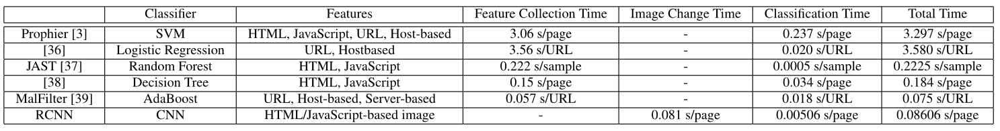 Classifier Features Feature Collection Time Image Change Time Classification Time Total Time
Prophier [3] SVM HTML, JavaScript, URL, Host-based 3.06 s/page - 0.237 s/page 3.297 s/page
[36] Logistic Regression URL, Hostbased 3.56 s/URL - 0.020 s/URL 3.580 s/URL
JAST [37] Random Forest HTML, JavaScript 0.222 s/sample - 0.0005 s/sample 0.2225 s/sample
[38] Decision Tree HTML, JavaScript 0.15 s/page - 0.034 s/page 0.184 s/page
MalFilter [39] AdaBoost URL, Host-based, Server-based 0.057 s/URL - 0.018 s/URL 0.075 s/URL
RCNN CNN HTML/JavaScript-based image - 0.081 s/page 0.00506 s/page 0.08606 s/page